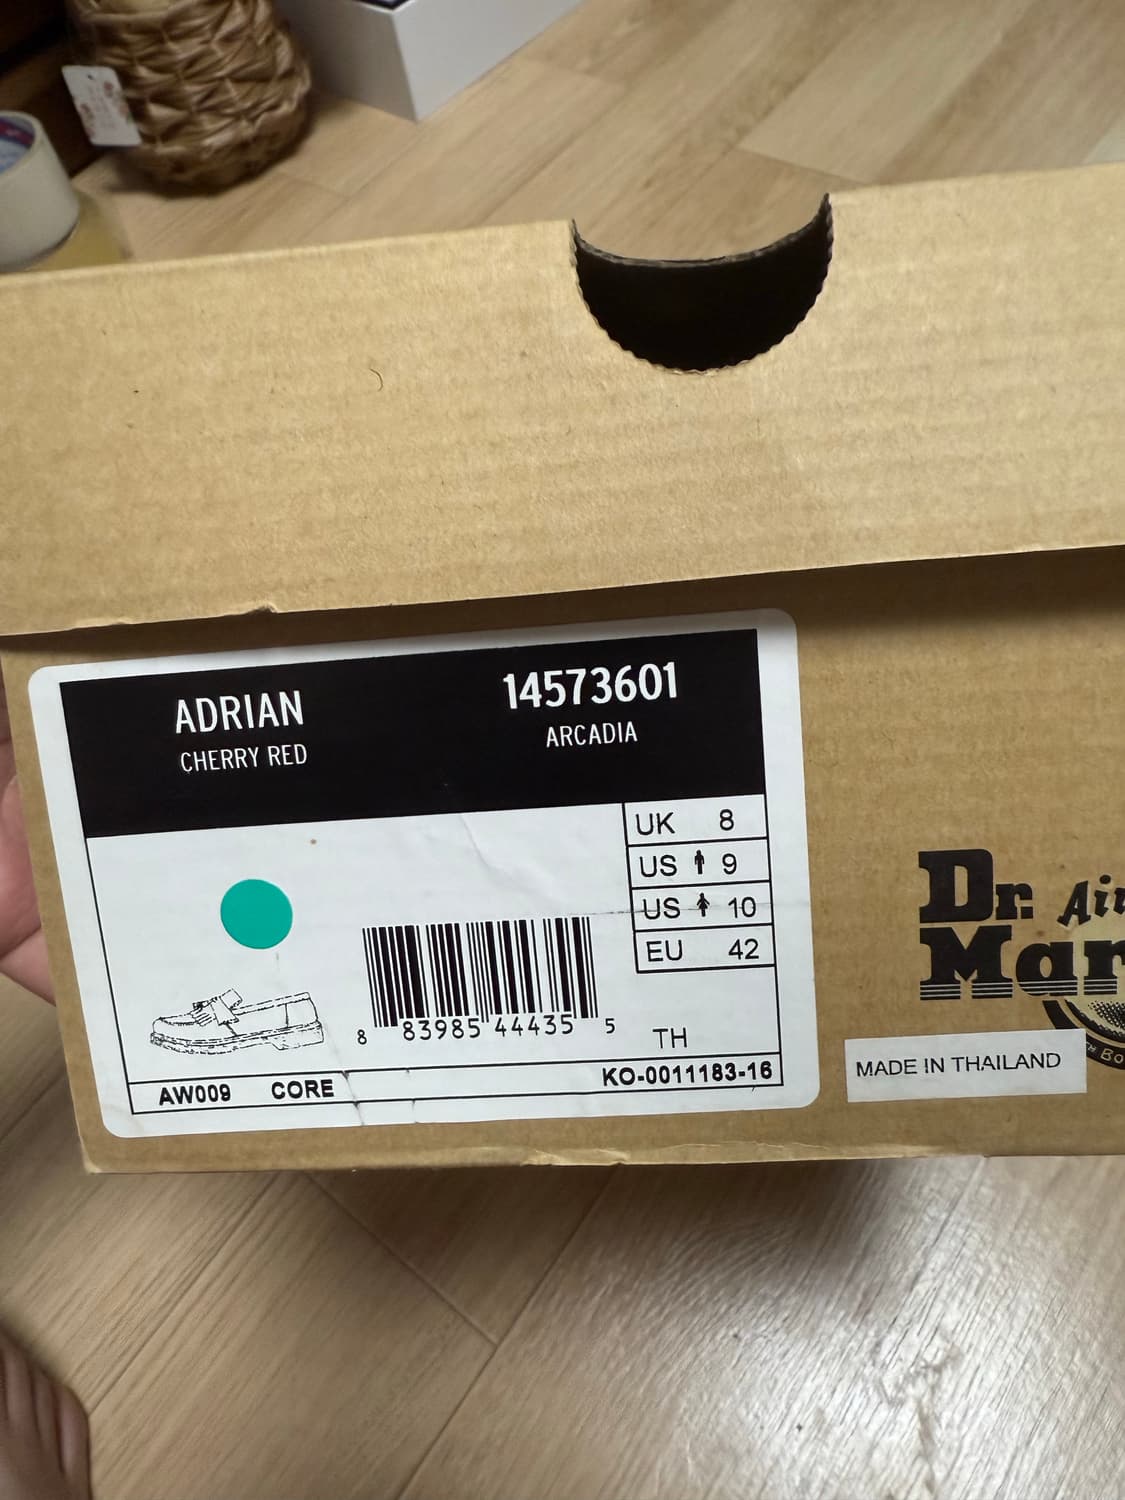 ADRIAN
CHERRY RED
14573601
ARCADIA
UK 8
US 9
US 10
EU 42
8 83985 44435 5
TH
AW009 CORE
KO-0011183-16
Dr.
MADE IN THAILAND